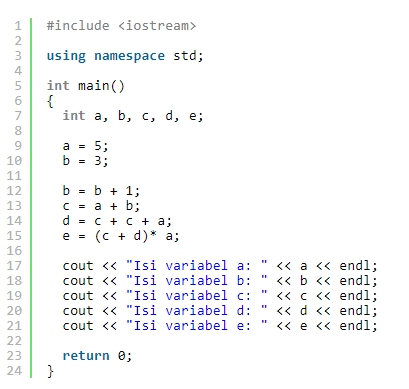 1 #include <iostream>
2
3 using namespace std;
4
5 int main()
6 {
7 int a, b, c, d, e;
8
9 a = 5;
10 b = 3;
11
12 b = b + 1;
13 c = a + b;
14 d = c + c + a;
15 e = (c + d)* a;
16
17 cout << "Isi variabel a: " << a << endl;
18 cout << "Isi variabel b: " << b << endl;
19 cout << "Isi variabel c: " << c << endl;
20 cout << "Isi variabel d: " << d << endl;
21 cout << "Isi variabel e: " << e << endl;
22
23 return 0;
24 }